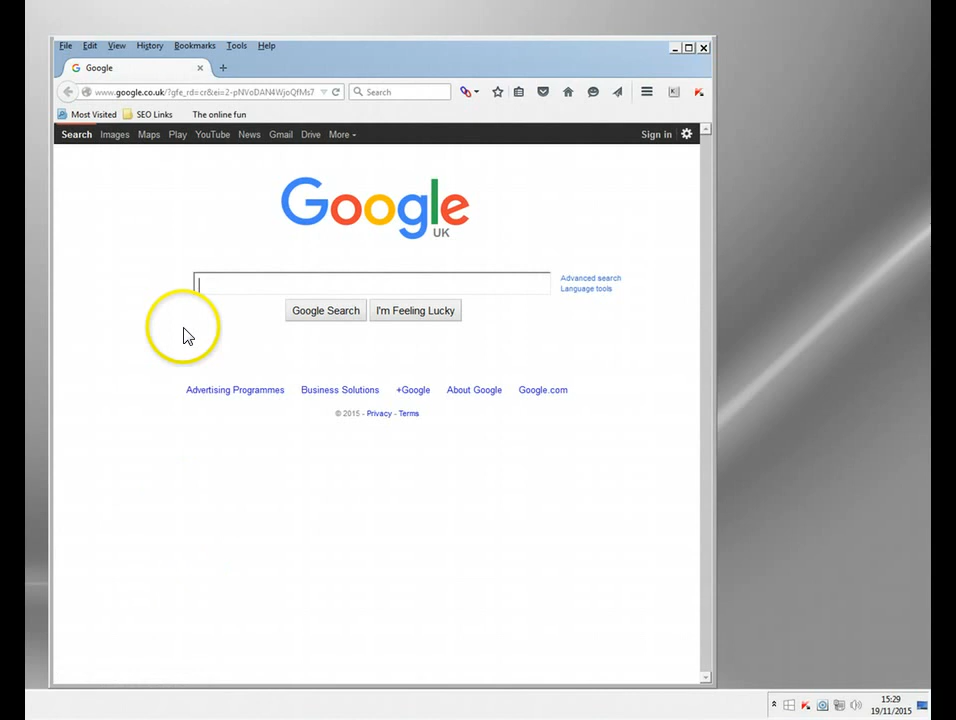 File Edit View History Bookmarks Tools Help
Google
www.google.co.uk/?gfe_rd=cr&ei=2-pNVoDAN4WjoQfMs7 Search
Most Visited SEO Links The online fun
Search Images Maps Play YouTube News Gmail Drive More Sign in
Google
UK
Advanced search
Language tools
Google Search I'm Feeling Lucky
Advertising Programmes Business Solutions +Google About Google Google.com
© 2015 - Privacy - Terms
15:29
19/11/2015